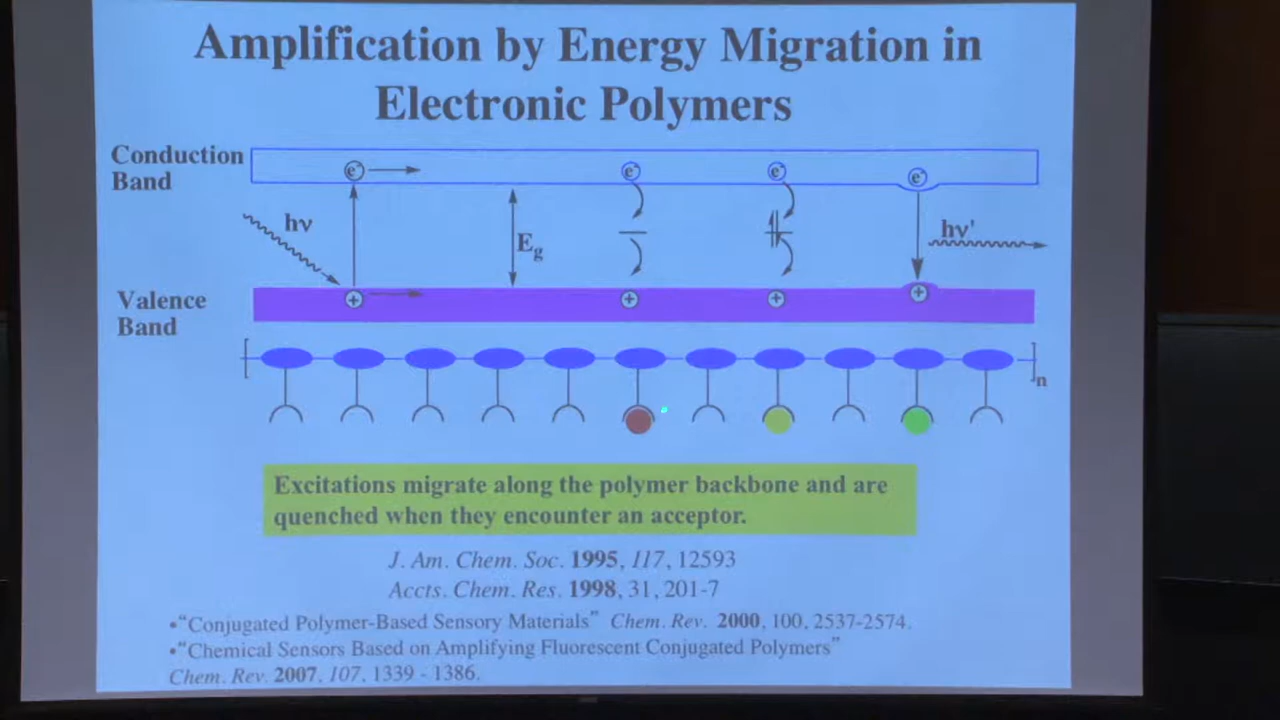 Amplification by Energy Migration in
Electronic Polymers
Conduction
Band
e⁻
e⁻
e⁻
e⁻
hν
E_g
hν'
Valence
Band
+
+
+
+
n
Excitations migrate along the polymer backbone and are
quenched when they encounter an acceptor.
J. Am. Chem. Soc. 1995, 117, 12593
Accts. Chem. Res. 1998, 31, 201-7
•“Conjugated Polymer-Based Sensory Materials” Chem. Rev. 2000, 100, 2537-2574.
•“Chemical Sensors Based on Amplifying Fluorescent Conjugated Polymers”
Chem. Rev. 2007, 107, 1339 - 1386.